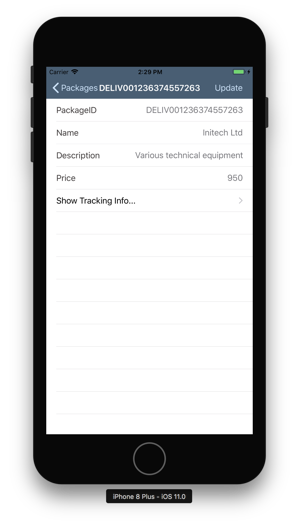 Carrier 2:29 PM
Packages DELIV001236374557263 Update
PackageID DELIV001236374557263
Name Initech Ltd
Description Various technical equipment
Price 950
Show Tracking Info...
iPhone 8 Plus - iOS 11.0